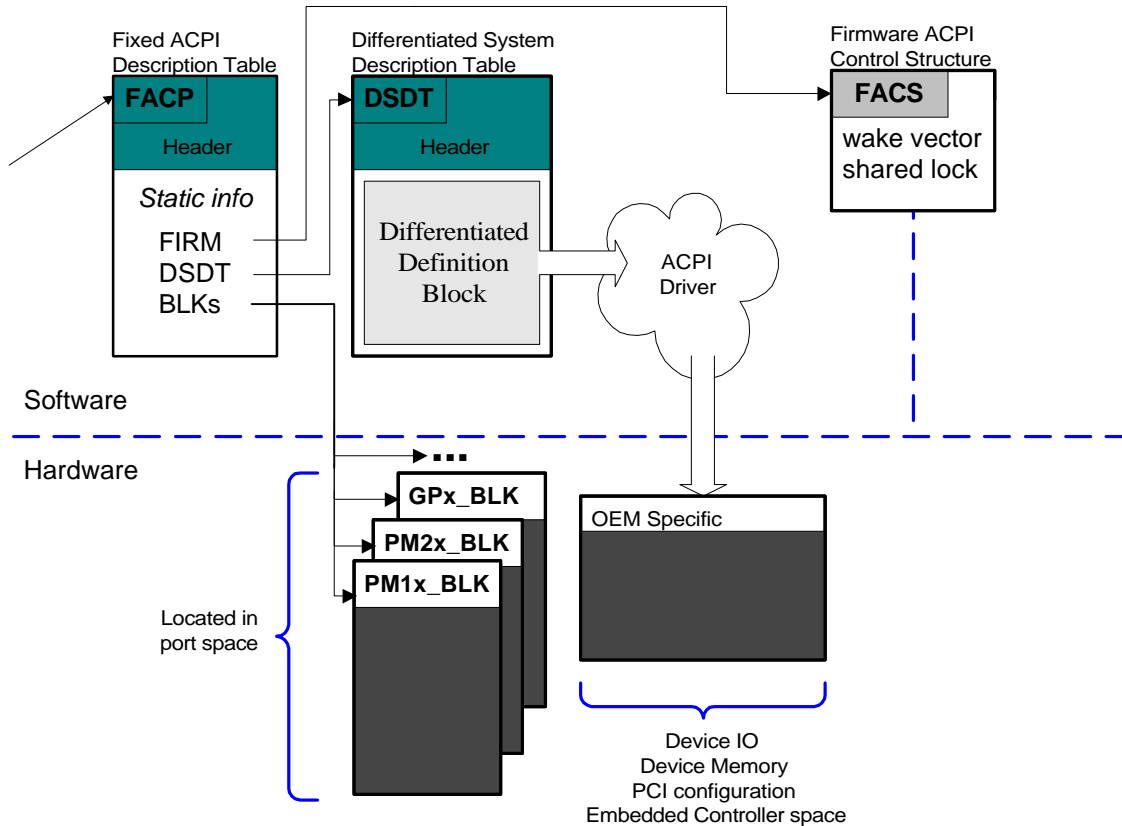 Fixed ACPI
Description Table
FACP
Header
Static info
FIRM
DSDT
BLKs
Differentiated System
Description Table
DSDT
Header
Differentiated
Definition
Block
ACPI
Driver
Firmware ACPI
Control Structure
FACS
wake vector
shared lock
Software
Hardware
...
GPx_BLK
PM2x_BLK
PM1x_BLK
Located in
port space
OEM Specific
Device IO
Device Memory
PCI configuration
Embedded Controller space